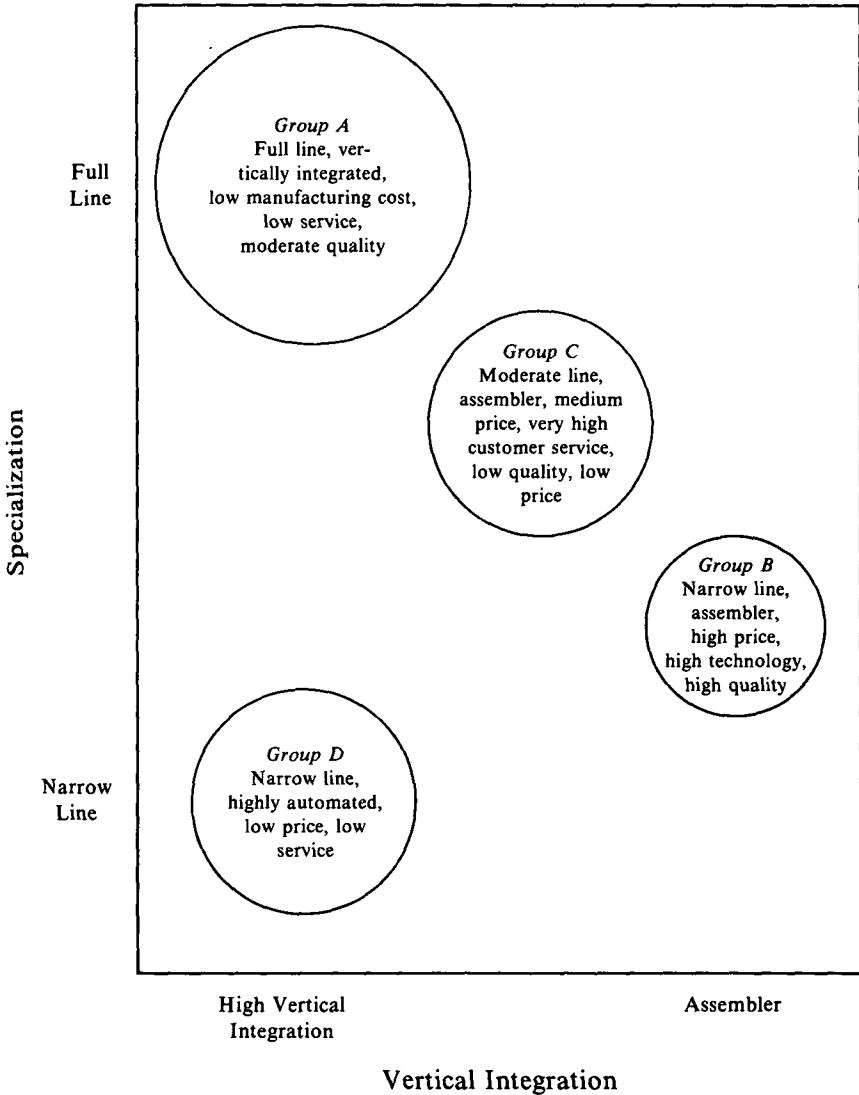 Group A
Full line, ver-
tically integrated,
low manufacturing cost,
low service,
moderate quality
Full
Line
Group C
Moderate line,
assembler, medium
price, very high
customer service,
low quality, low
price
Specialization
Group B
Narrow line,
assembler,
high price,
high technology,
high quality
Group D
Narrow line,
highly automated,
low price, low
service
Narrow
Line
High Vertical
Integration
Assembler
Vertical Integration